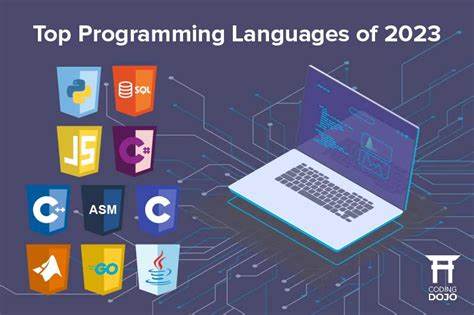 Top Programming Languages of 2023
SQL
JS
C#
C++
ASM
C
GO
CODING
DOJO